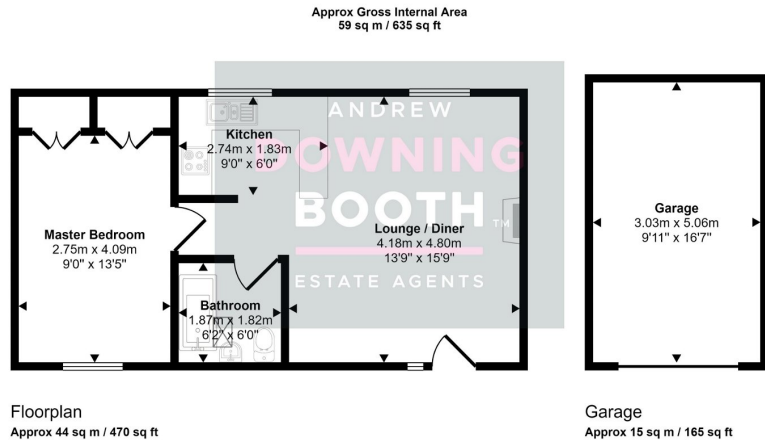 Approx Gross Internal Area
59 sq m / 635 sq ft
ANDREW
DOWNING
BOOTH™
ESTATE AGENTS
Kitchen
2.74m x 1.83m
9'0" x 6'0"
Master Bedroom
2.75m x 4.09m
9'0" x 13'5"
Lounge / Diner
4.18m x 4.80m
13'9" x 15'9"
Bathroom
1.87m x 1.82m
6'2" x 6'0"
Garage
3.03m x 5.06m
9'11" x 16'7"
Floorplan
Approx 44 sq m / 470 sq ft
Garage
Approx 15 sq m / 165 sq ft